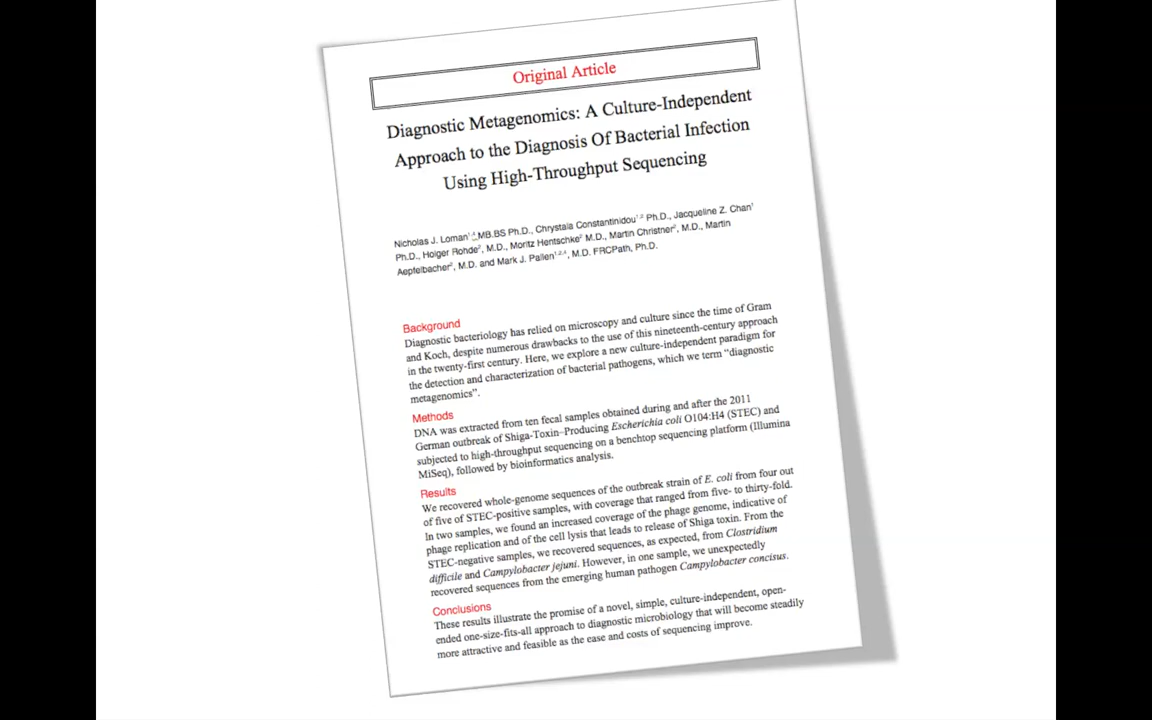 Original Article
Diagnostic Metagenomics: A Culture-Independent
Approach to the Diagnosis Of Bacterial Infection
Using High-Throughput Sequencing
Nicholas J. Loman¹,⁴ MB.BS Ph.D., Chrystala Constantinidou¹,² Ph.D., Jacqueline Z. Chan¹
Ph.D., Holger Rohde², M.D., Moritz Hentschke² M.D., Martin Christner², M.D., Martin
Aepfelbacher², M.D. and Mark J. Pallen¹,²,⁴, M.D. FRCPath, Ph.D.
Background
Diagnostic bacteriology has relied on microscopy and culture since the time of Gram
and Koch, despite numerous drawbacks to the use of this nineteenth-century approach
in the twenty-first century. Here, we explore a new culture-independent paradigm for
the detection and characterization of bacterial pathogens, which we term “diagnostic
metagenomics”.
Methods
DNA was extracted from ten fecal samples obtained during and after the 2011
German outbreak of Shiga-Toxin–Producing Escherichia coli O104:H4 (STEC) and
subjected to high-throughput sequencing on a benchtop sequencing platform (Illumina
MiSeq), followed by bioinformatics analysis.
Results
We recovered whole-genome sequences of the outbreak strain of E. coli from four out
of five of STEC-positive samples, with coverage that ranged from five- to thirty-fold.
In two samples, we found an increased coverage of the phage genome, indicative of
phage replication and of the cell lysis that leads to release of Shiga toxin. From the
STEC-negative samples, we recovered sequences, as expected, from Clostridium
difficile and Campylobacter jejuni. However, in one sample, we unexpectedly
recovered sequences from the emerging human pathogen Campylobacter concisus.
Conclusions
These results illustrate the promise of a novel, simple, culture-independent, open-
ended one-size-fits-all approach to diagnostic microbiology that will become steadily
more attractive and feasible as the ease and costs of sequencing improve.